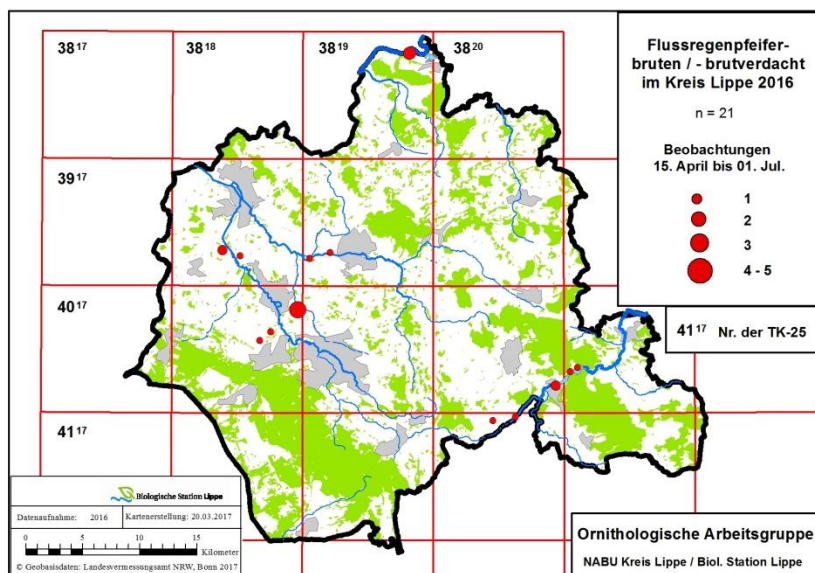 38 17
38 18
38 19
38 20
39 17
40 17
41 17
Flussregenpfeifer-
bruten / - brutverdacht
im Kreis Lippe 2016
n = 21
Beobachtungen
15. April bis 01. Jul.
1
2
3
4 - 5
41 17 Nr. der TK-25
Biologische Station Lippe
Datenaufnahme: 2016 Kartenerstellung: 20.03.2017
0 5 10 15
Kilometer
© Geobasisdaten: Landesvermessungsamt NRW, Bonn 2017
Ornithologische Arbeitsgruppe
NABU Kreis Lippe / Biol. Station Lippe